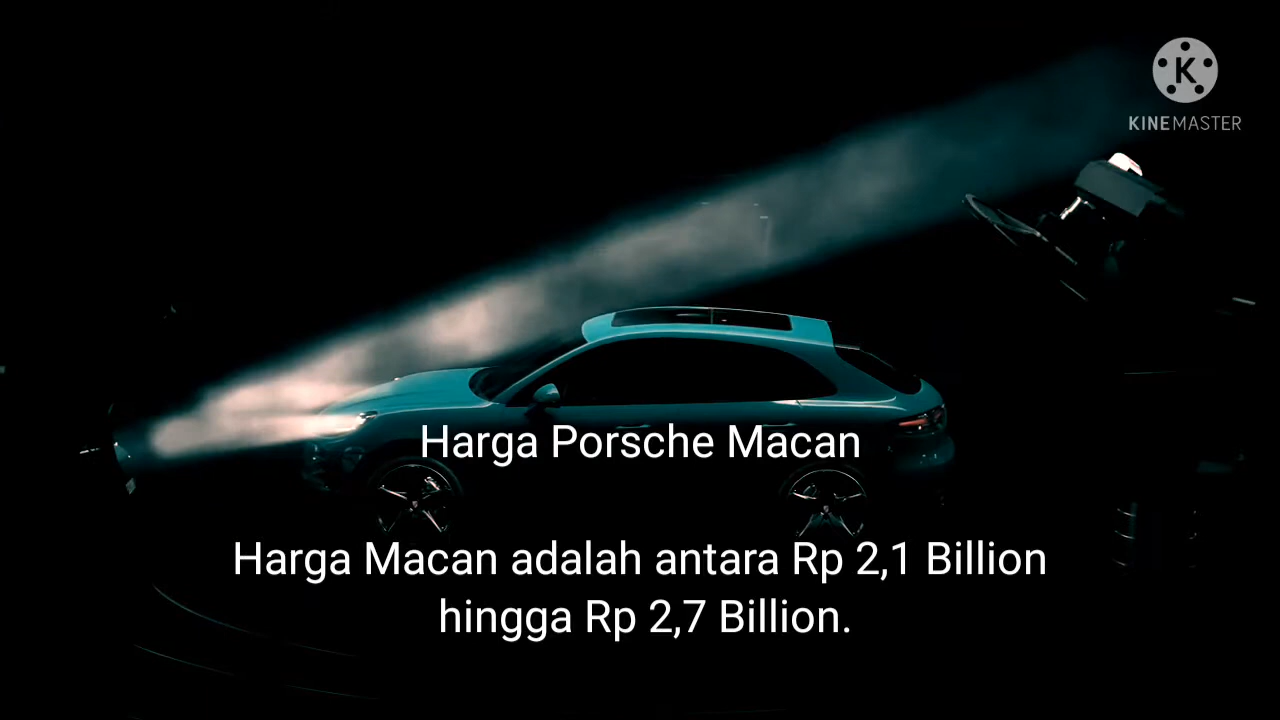 KINEMASTER
Harga Porsche Macan
Harga Macan adalah antara Rp 2,1 Billion
hingga Rp 2,7 Billion.